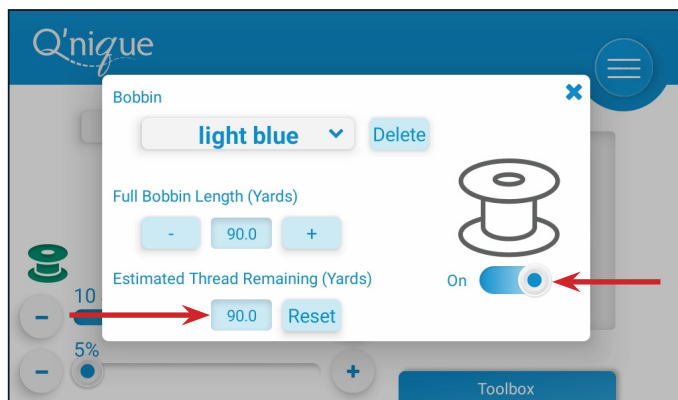 Q'nique
Bobbin
light blue
Delete
Full Bobbin Length (Yards)
- 90.0 +
Estimated Thread Remaining (Yards)
On
90.0 Reset
10
-
5%
- +
Toolbox